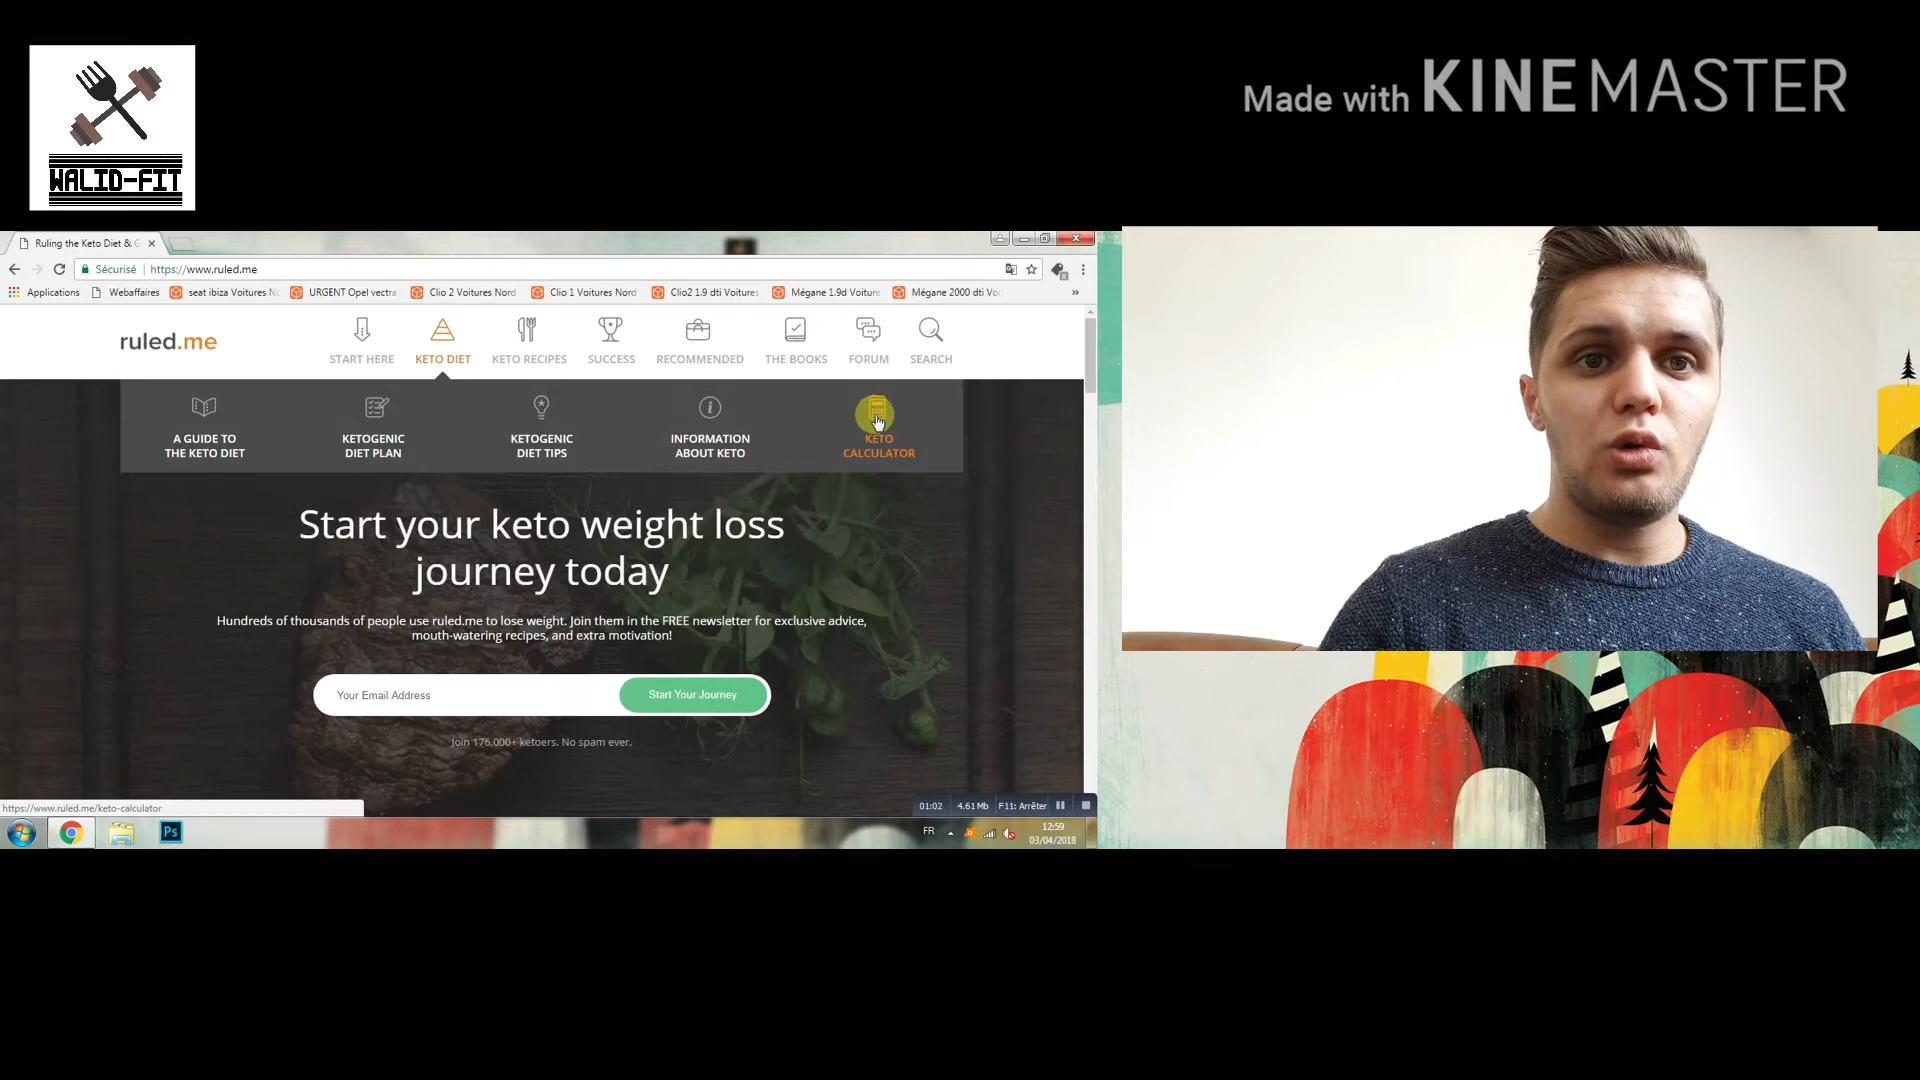 Made with KINEMASTER
WALID-FIT
Ruling the Keto Diet & G
Sécurisé https://www.ruled.me
Applications Webaffaires seat ibiza Voitures N URGENT Opel vectra Clio 2 Voitures Nord Clio 1 Voitures Nord Clio2 1.9 dti Voitures Mégane 1.9d Voiture Mégane 2000 dti Voi »
ruled.me
START HERE KETO DIET KETO RECIPES SUCCESS RECOMMENDED THE BOOKS FORUM SEARCH
A GUIDE TO
THE KETO DIET
KETOGENIC
DIET PLAN
KETOGENIC
DIET TIPS
INFORMATION
ABOUT KETO
KETO
CALCULATOR
Start your keto weight loss
journey today
Hundreds of thousands of people use ruled.me to lose weight. Join them in the FREE newsletter for exclusive advice,
mouth-watering recipes, and extra motivation!
Your Email Address Start Your Journey
Join 176,000+ ketoers. No spam ever.
https://www.ruled.me/keto-calculator
01:02 4.61Mb F11: Arrêter
Ps FR 12:59
03/04/2018